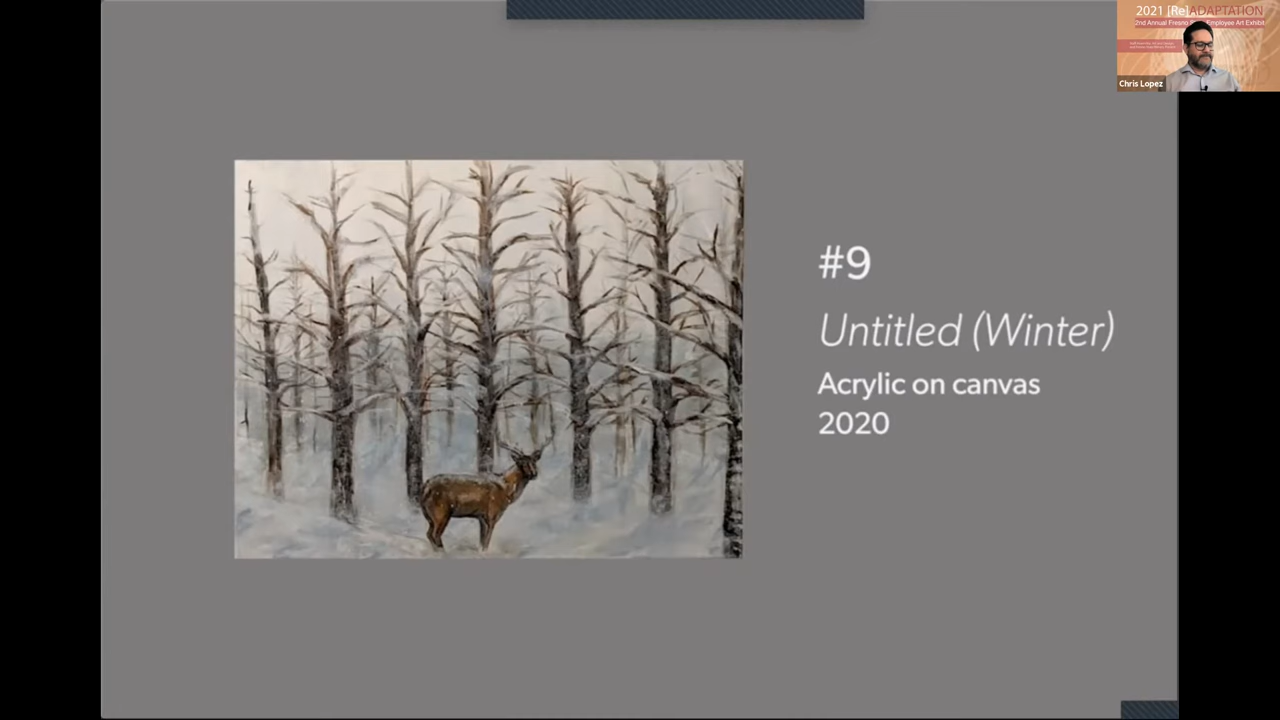 #9
Untitled (Winter)
Acrylic on canvas
2020
2021 [Re]ADAPTATION
2nd Annual Fresno Employee Art Exhibit
Chris Lopez